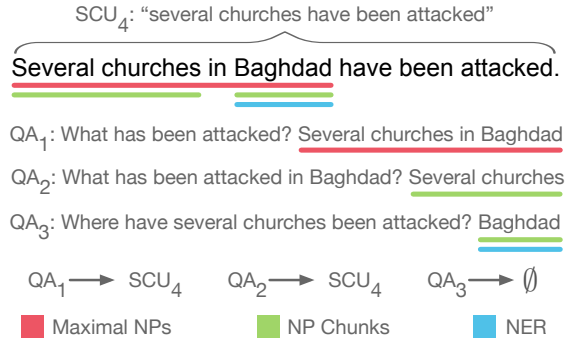 SCU4: “several churches have been attacked”
Several churches in Baghdad have been attacked.
QA1: What has been attacked? Several churches in Baghdad
QA2: What has been attacked in Baghdad? Several churches
QA3: Where have several churches been attacked? Baghdad
QA1 → SCU4 QA2 → SCU4 QA3 → ∅
Maximal NPs NP Chunks NER